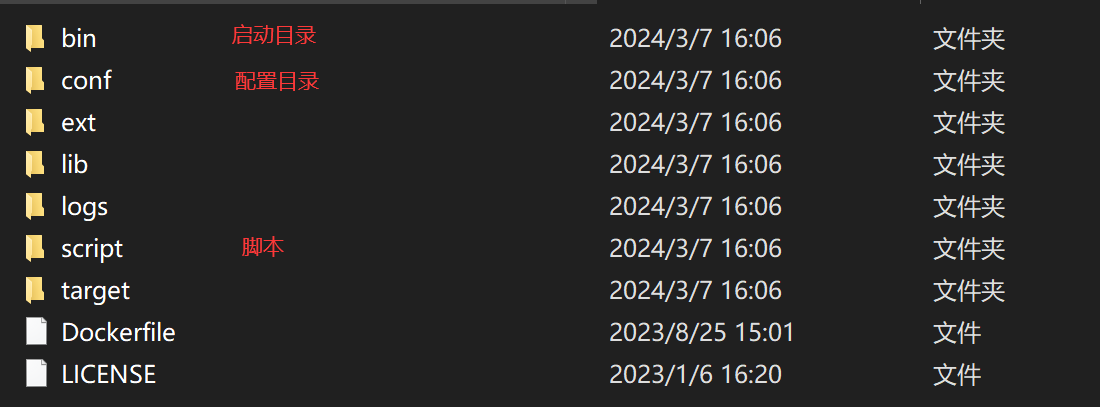 bin 启动目录 2024/3/7 16:06 文件夹
conf 配置目录 2024/3/7 16:06 文件夹
ext 2024/3/7 16:06 文件夹
lib 2024/3/7 16:06 文件夹
logs 2024/3/7 16:06 文件夹
script 脚本 2024/3/7 16:06 文件夹
target 2024/3/7 16:06 文件夹
Dockerfile 2023/8/25 15:01 文件
LICENSE 2023/1/6 16:20 文件